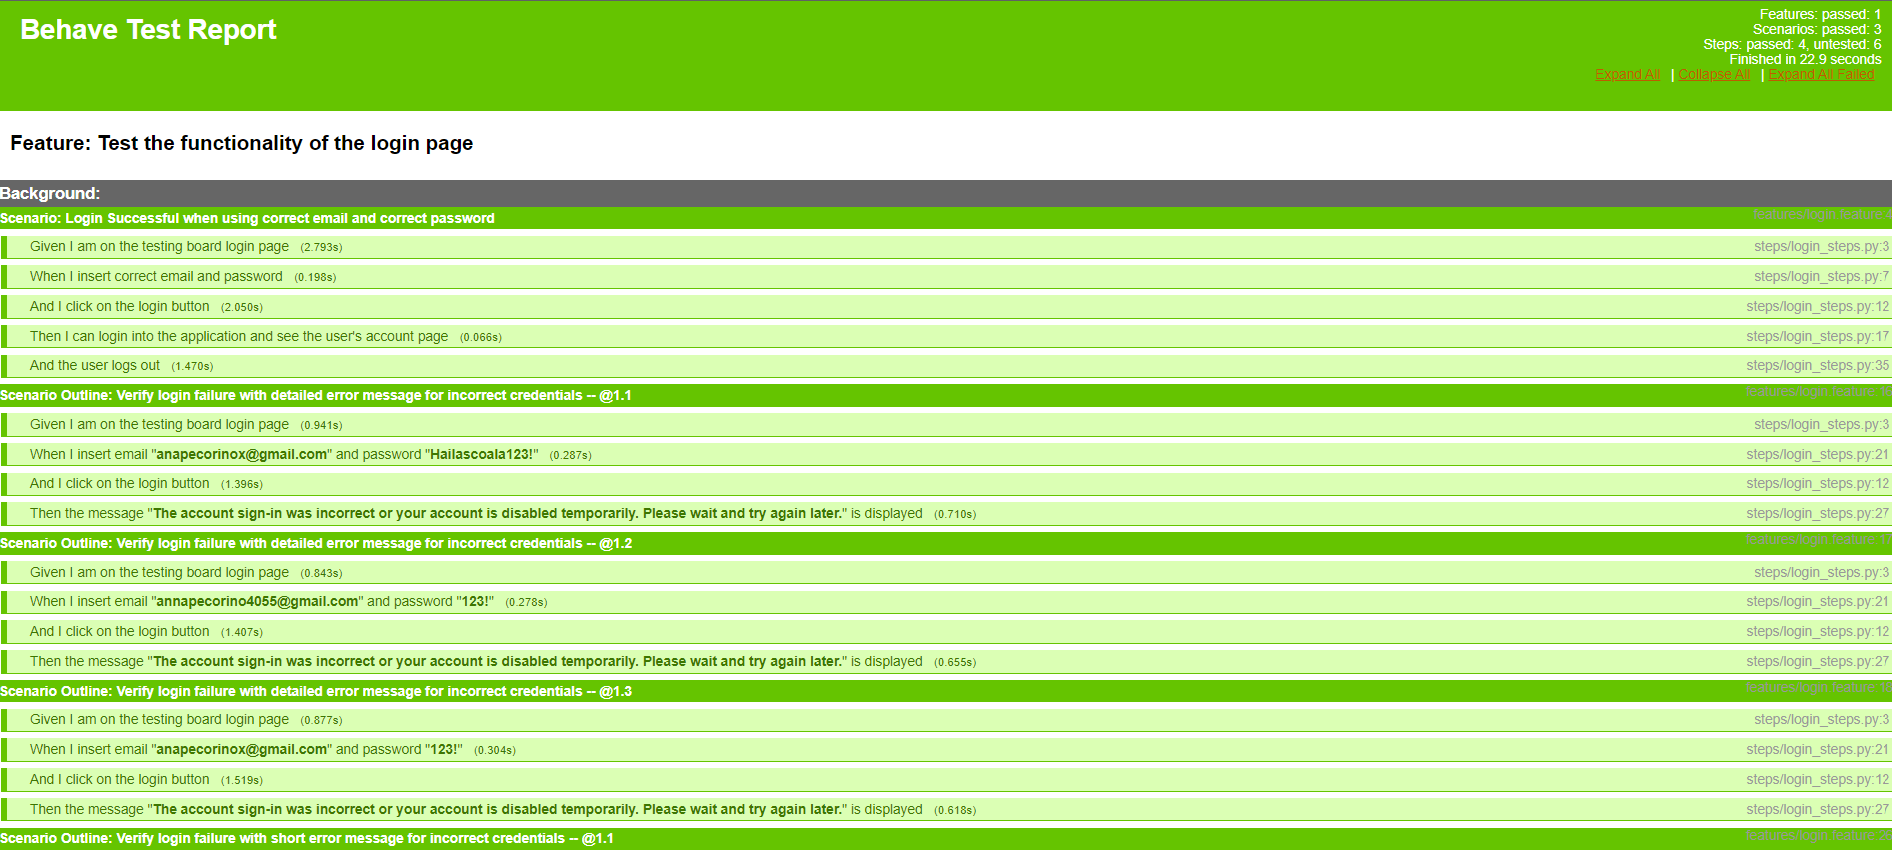 Behave Test Report
Features: passed: 1
Scenarios: passed: 3
Steps: passed: 4, untested: 6
Finished in 22.9 seconds
Expand All | Collapse All | Expand All Failed
Feature: Test the functionality of the login page
Background:
Scenario: Login Successful when using correct email and correct password features/login.feature:4
Given I am on the testing board login page (2.793s) steps/login_steps.py:3
When I insert correct email and password (0.198s) steps/login_steps.py:7
And I click on the login button (2.050s) steps/login_steps.py:12
Then I can login into the application and see the user's account page (0.066s) steps/login_steps.py:17
And the user logs out (1.470s) steps/login_steps.py:35
Scenario Outline: Verify login failure with detailed error message for incorrect credentials -- @1.1 features/login.feature:16
Given I am on the testing board login page (0.941s) steps/login_steps.py:3
When I insert email "anapecorinox@gmail.com" and password "Hailascoala123!" (0.287s) steps/login_steps.py:21
And I click on the login button (1.396s) steps/login_steps.py:12
Then the message "The account sign-in was incorrect or your account is disabled temporarily. Please wait and try again later." is displayed (0.710s) steps/login_steps.py:27
Scenario Outline: Verify login failure with detailed error message for incorrect credentials -- @1.2 features/login.feature:17
Given I am on the testing board login page (0.843s) steps/login_steps.py:3
When I insert email "annapecorino4055@gmail.com" and password "123!" (0.278s) steps/login_steps.py:21
And I click on the login button (1.407s) steps/login_steps.py:12
Then the message "The account sign-in was incorrect or your account is disabled temporarily. Please wait and try again later." is displayed (0.655s) steps/login_steps.py:27
Scenario Outline: Verify login failure with detailed error message for incorrect credentials -- @1.3 features/login.feature:18
Given I am on the testing board login page (0.877s) steps/login_steps.py:3
When I insert email "anapecorinox@gmail.com" and password "123!" (0.304s) steps/login_steps.py:21
And I click on the login button (1.519s) steps/login_steps.py:12
Then the message "The account sign-in was incorrect or your account is disabled temporarily. Please wait and try again later." is displayed (0.618s) steps/login_steps.py:27
Scenario Outline: Verify login failure with short error message for incorrect credentials -- @1.1